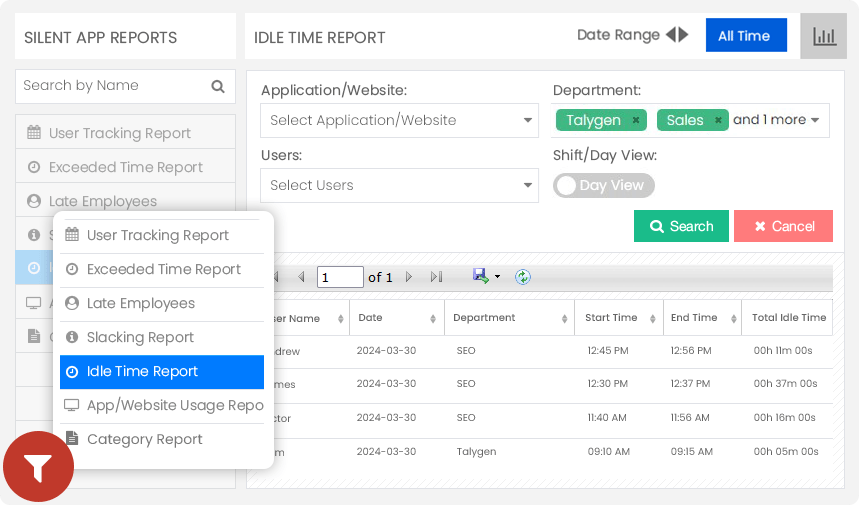 SILENT APP REPORTS
IDLE TIME REPORT
Date Range
All Time
Search by Name
User Tracking Report
Exceeded Time Report
Late Employees
User Tracking Report
Exceeded Time Report
Late Employees
Slacking Report
Idle Time Report
App/Website Usage Repo
Category Report
Application/Website:
Department:
Select Application/Website
Talygen × Sales × and 1 more
Users:
Shift/Day View:
Select Users
Day View
Search
Cancel
1 of 1
ser Name Date Department Start Time End Time Total Idle Time
ndrew 2024-03-30 SEO 12:45 PM 12:56 PM 00h 11m 00s
mes 2024-03-30 SEO 12:30 PM 12:37 PM 00h 37m 00s
ctor 2024-03-30 SEO 11:40 AM 11:56 AM 00h 16m 00s
m 2024-03-30 Talygen 09:10 AM 09:15 AM 00h 05m 00s